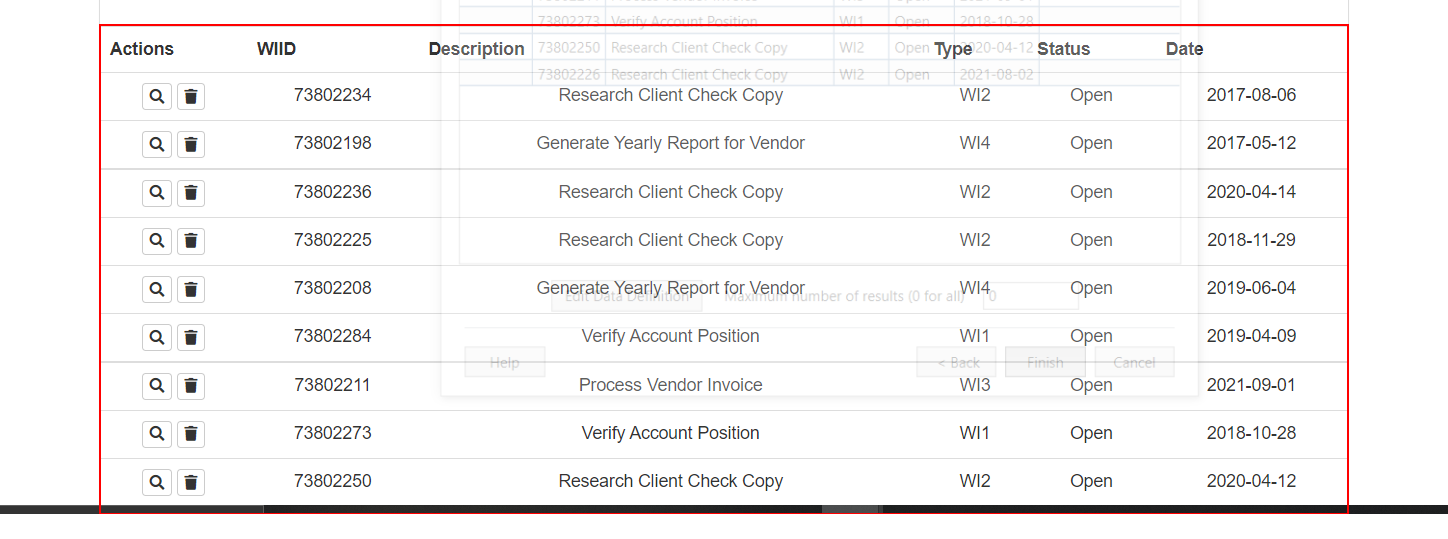 73802273 Verify Account Position WI1 Open 2018-10-28
Actions WIID Description Type Status Date
73802250 Research Client Check Copy WI2 Open 2020-04-12
73802226 Research Client Check Copy WI2 Open 2021-08-02
73802234 Research Client Check Copy WI2 Open 2017-08-06
73802198 Generate Yearly Report for Vendor WI4 Open 2017-05-12
73802236 Research Client Check Copy WI2 Open 2020-04-14
73802225 Research Client Check Copy WI2 Open 2018-11-29
73802208 Generate Yearly Report for Vendor WI4 Open 2019-06-04
Edit Data Definition Maximum number of results (0 for all) 0
73802284 Verify Account Position WI1 Open 2019-04-09
Help < Back Finish Cancel
73802211 Process Vendor Invoice WI3 Open 2021-09-01
73802273 Verify Account Position WI1 Open 2018-10-28
73802250 Research Client Check Copy WI2 Open 2020-04-12